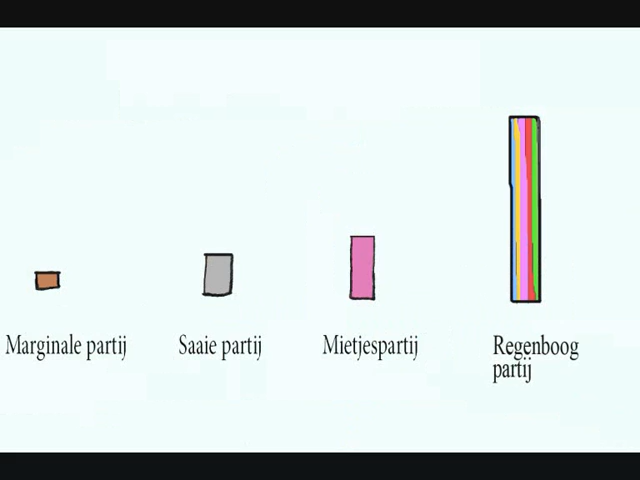 Marginale partij
Saaie partij
Mietjespartij
Regenboog
partij